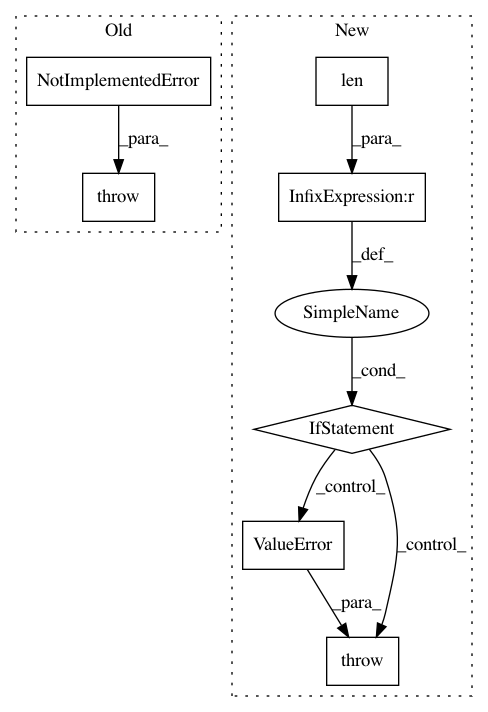 Old
New
NotImplementedError
len
_para_
_para_
throw
InfixExpression:r
_def_
SimpleName
_cond_
IfStatement
_control_
ValueError
_control_
_para_
throw